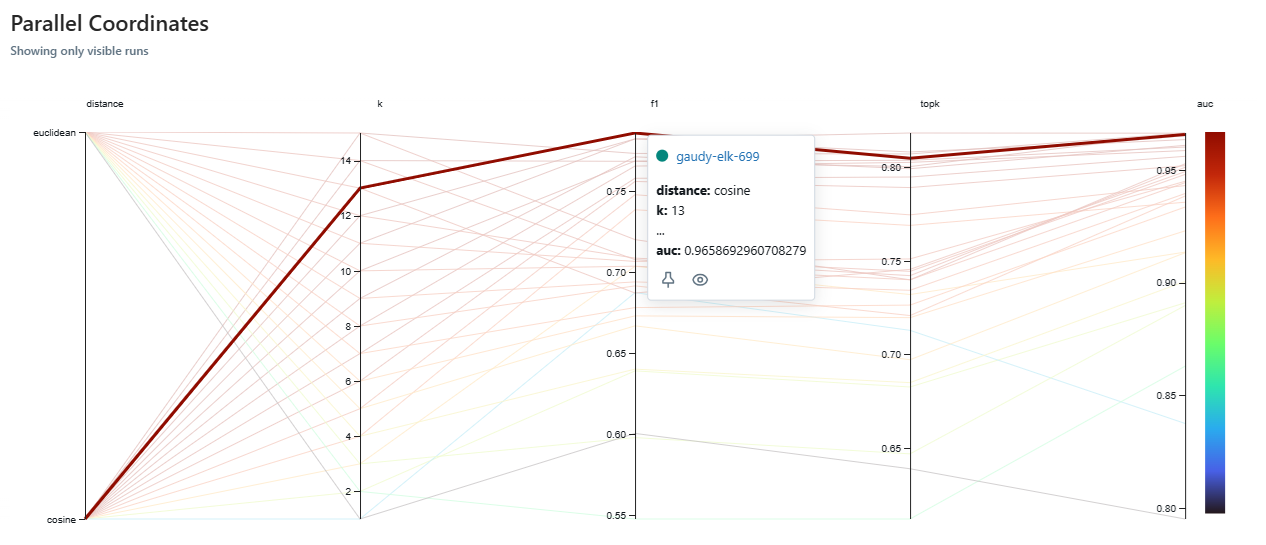 Parallel Coordinates
Showing only visible runs
distance k f1 topk auc
euclidean
cosine
14
12
10
8
6
4
2
0.75
0.70
0.65
0.60
0.55
gaudy-elk-699
distance: cosine
k: 13
...
auc: 0.9658692960708279
0.80
0.75
0.70
0.65
0.95
0.90
0.85
0.80